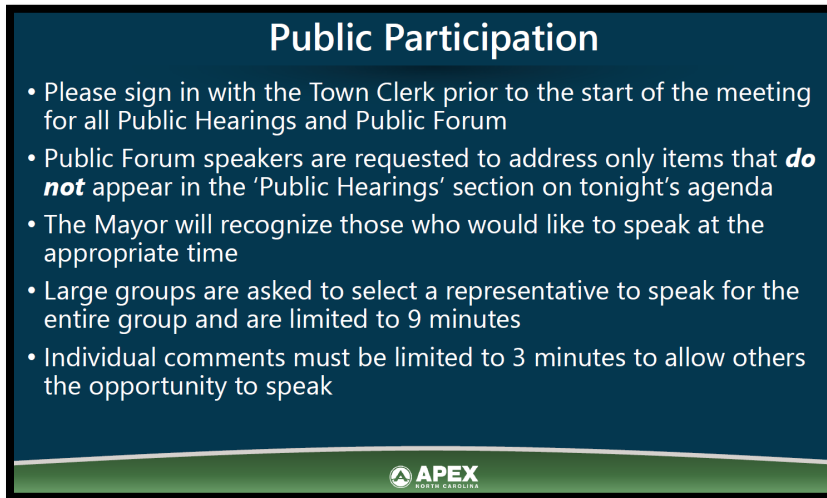 Public Participation
• Please sign in with the Town Clerk prior to the start of the meeting
for all Public Hearings and Public Forum
• Public Forum speakers are requested to address only items that do
not appear in the ‘Public Hearings’ section on tonight’s agenda
• The Mayor will recognize those who would like to speak at the
appropriate time
• Large groups are asked to select a representative to speak for the
entire group and are limited to 9 minutes
• Individual comments must be limited to 3 minutes to allow others
the opportunity to speak
APEX
NORTH CAROLINA